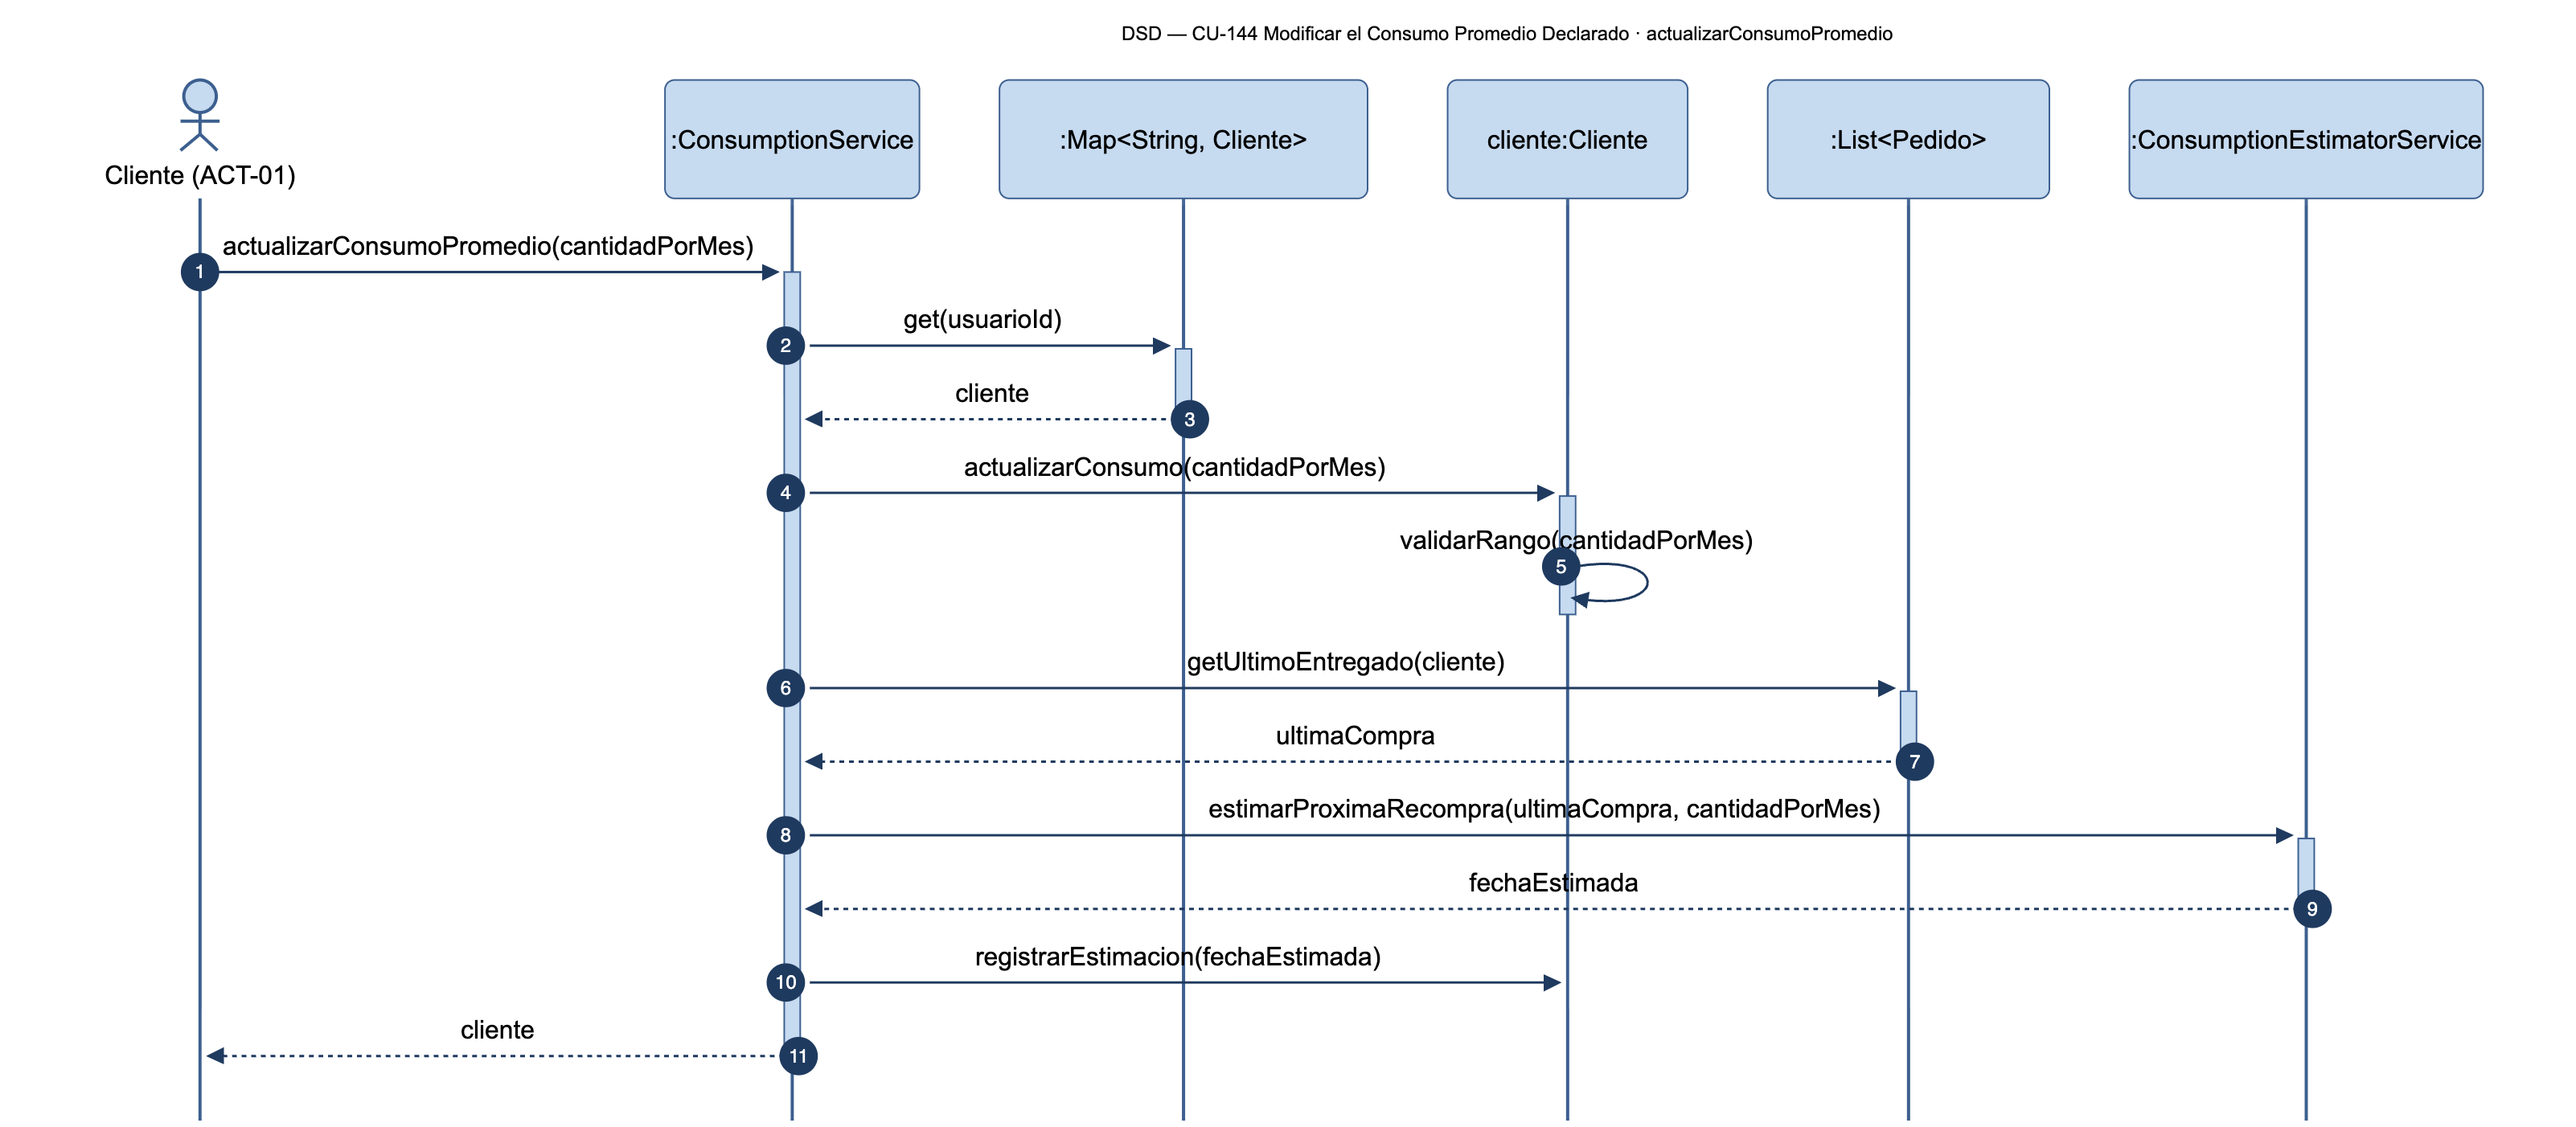 DSD — CU-144 Modificar el Consumo Promedio Declarado · actualizarConsumoPromedio
Cliente (ACT-01)
:ConsumptionService
:Map<String, Cliente>
cliente:Cliente
:List<Pedido>
:ConsumptionEstimatorService
actualizarConsumoPromedio(cantidadPorMes)
1
get(usuarioId)
2
cliente
3
actualizarConsumo(cantidadPorMes)
4
validarRango(cantidadPorMes)
5
getUltimoEntregado(cliente)
6
ultimaCompra
7
estimarProximaRecompra(ultimaCompra, cantidadPorMes)
8
fechaEstimada
9
registrarEstimacion(fechaEstimada)
10
cliente
11